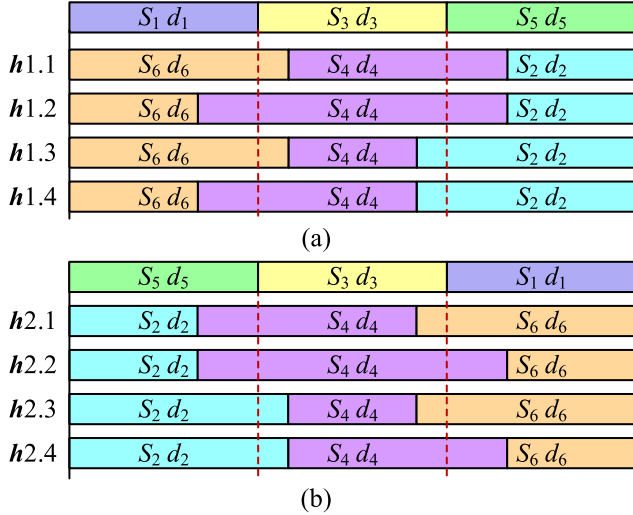 S₁ d₁ S₃ d₃ S₅ d₅
h1.1 S₆ d₆ S₄ d₄ S₂ d₂
h1.2 S₆ d₆ S₄ d₄ S₂ d₂
h1.3 S₆ d₆ S₄ d₄ S₂ d₂
h1.4 S₆ d₆ S₄ d₄ S₂ d₂
(a)
S₅ d₅ S₃ d₃ S₁ d₁
h2.1 S₂ d₂ S₄ d₄ S₆ d₆
h2.2 S₂ d₂ S₄ d₄ S₆ d₆
h2.3 S₂ d₂ S₄ d₄ S₆ d₆
h2.4 S₂ d₂ S₄ d₄ S₆ d₆
(b)